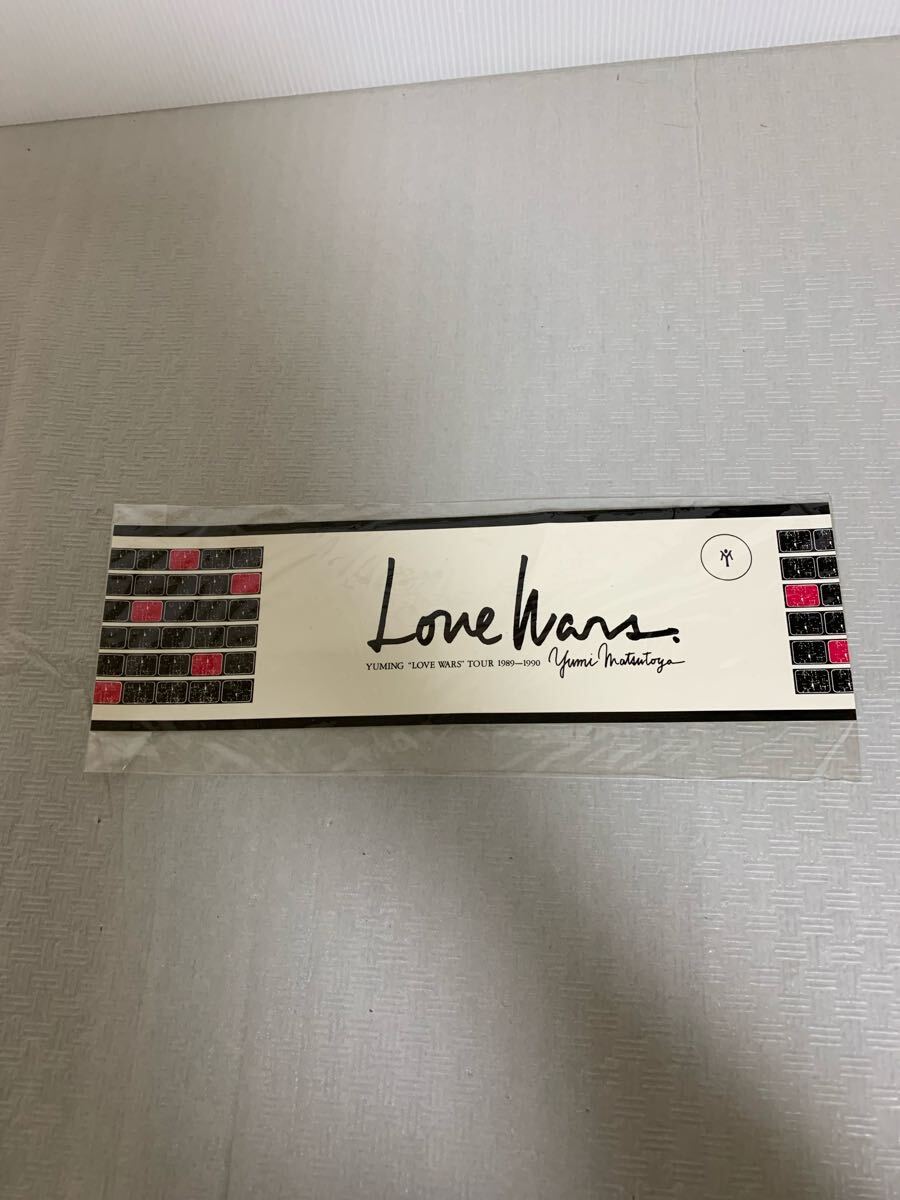 Love Wars.
YUMING "LOVE WARS" TOUR 1989—1990 Yumi Matsutoya